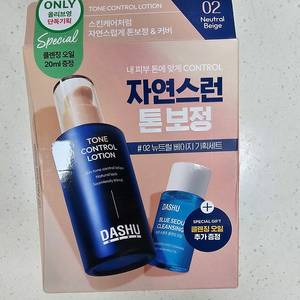 ONLY
올리브영
단독기획
Special
클렌징 오일
20ml 증정
TONE CONTROL LOTION
02
Neutral
Beige
스킨케어처럼
자연스럽게 톤보정 & 커버
내 피부 톤에 맞게 CONTROL
자연스런
톤 보정
#02 뉴트럴 베이지 기획세트
TONE
CONTROL
LOTION
Natural Skin
DASHU
DASHU
CLEANSING
+
SPECIAL GIFT
클렌징 오일
추가 증정